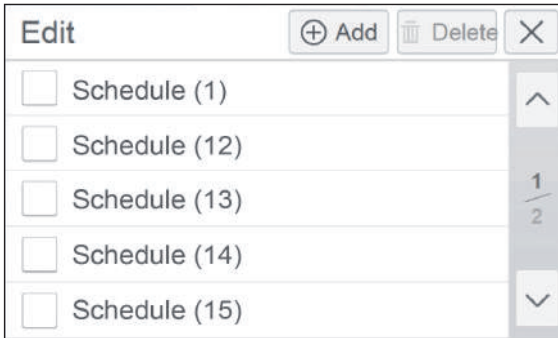 Edit Add Delete
Schedule (1)
Schedule (12)
Schedule (13)
Schedule (14)
Schedule (15)
1
2